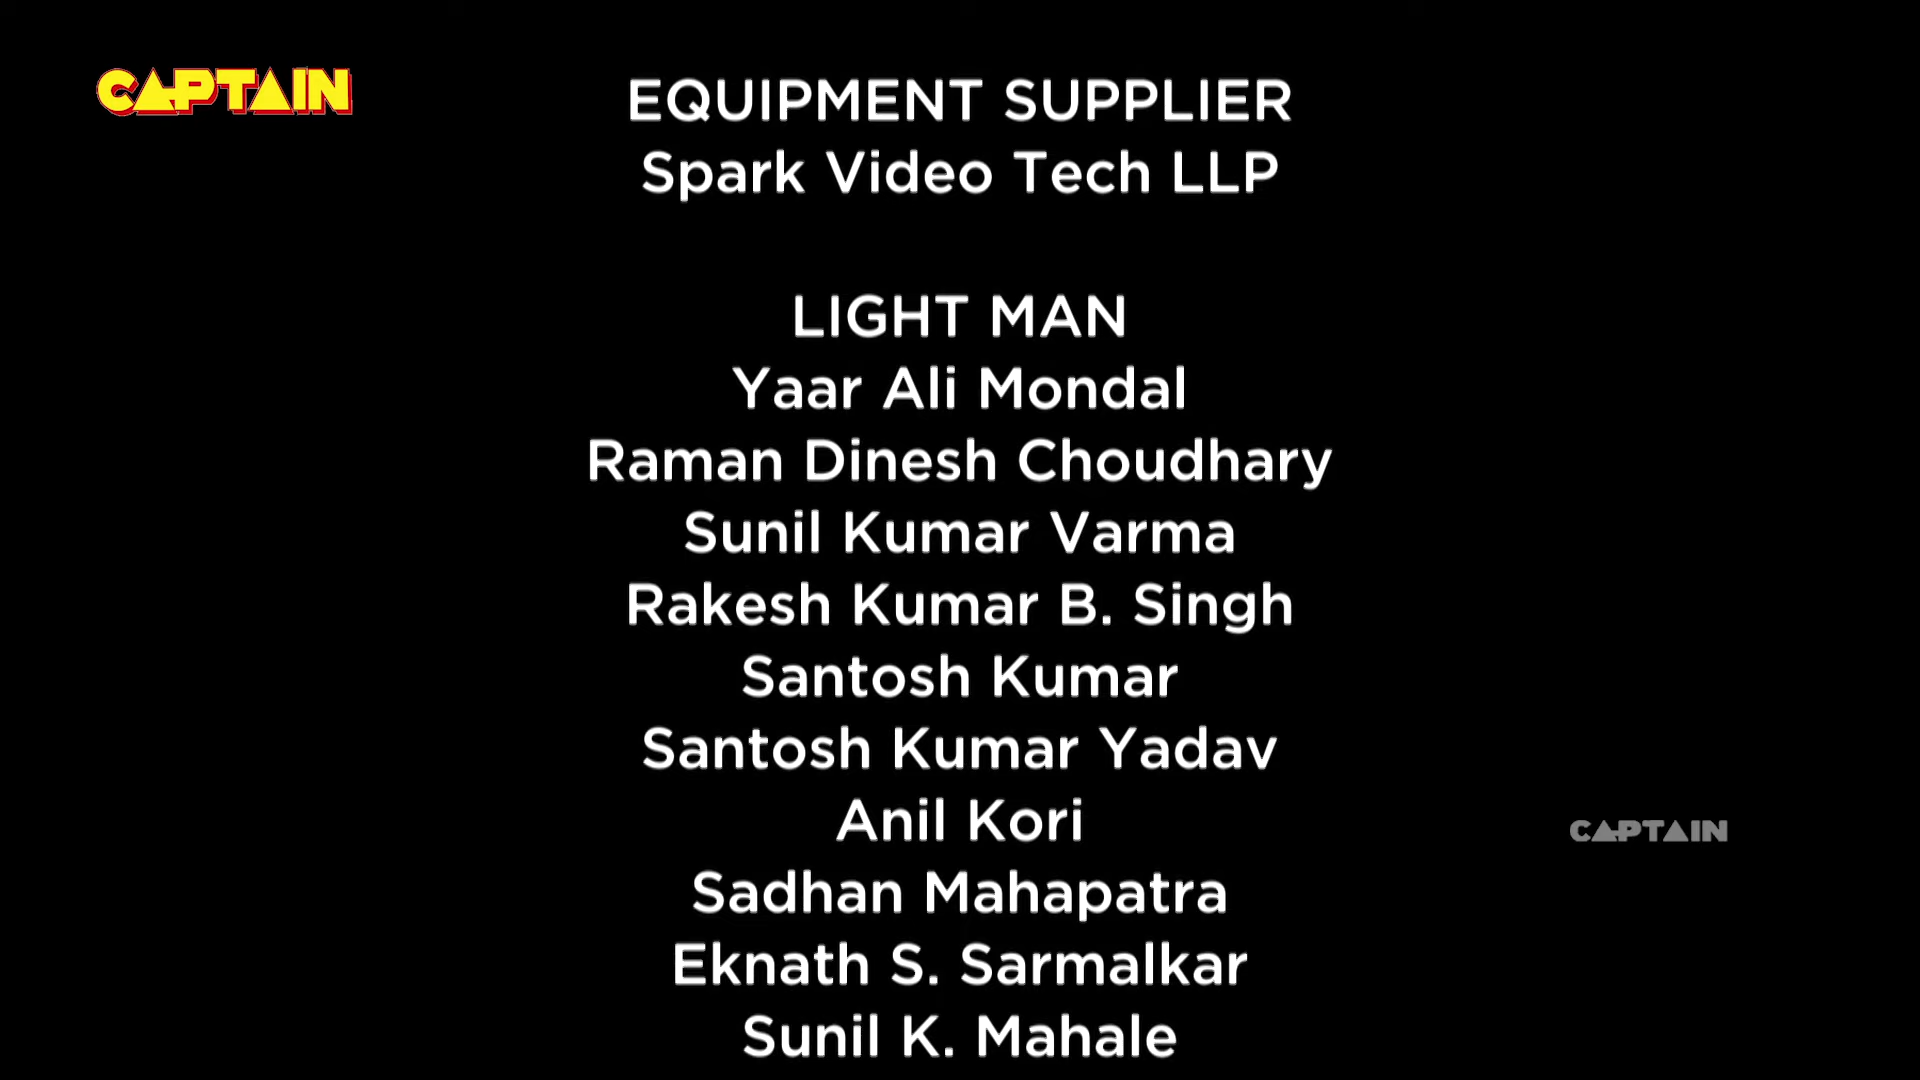 CAPTAIN
EQUIPMENT SUPPLIER
Spark Video Tech LLP
LIGHT MAN
Yaar Ali Mondal
Raman Dinesh Choudhary
Sunil Kumar Varma
Rakesh Kumar B. Singh
Santosh Kumar
Santosh Kumar Yadav
Anil Kori
CAPTAIN
Sadhan Mahapatra
Eknath S. Sarmalkar
Sunil K. Mahale